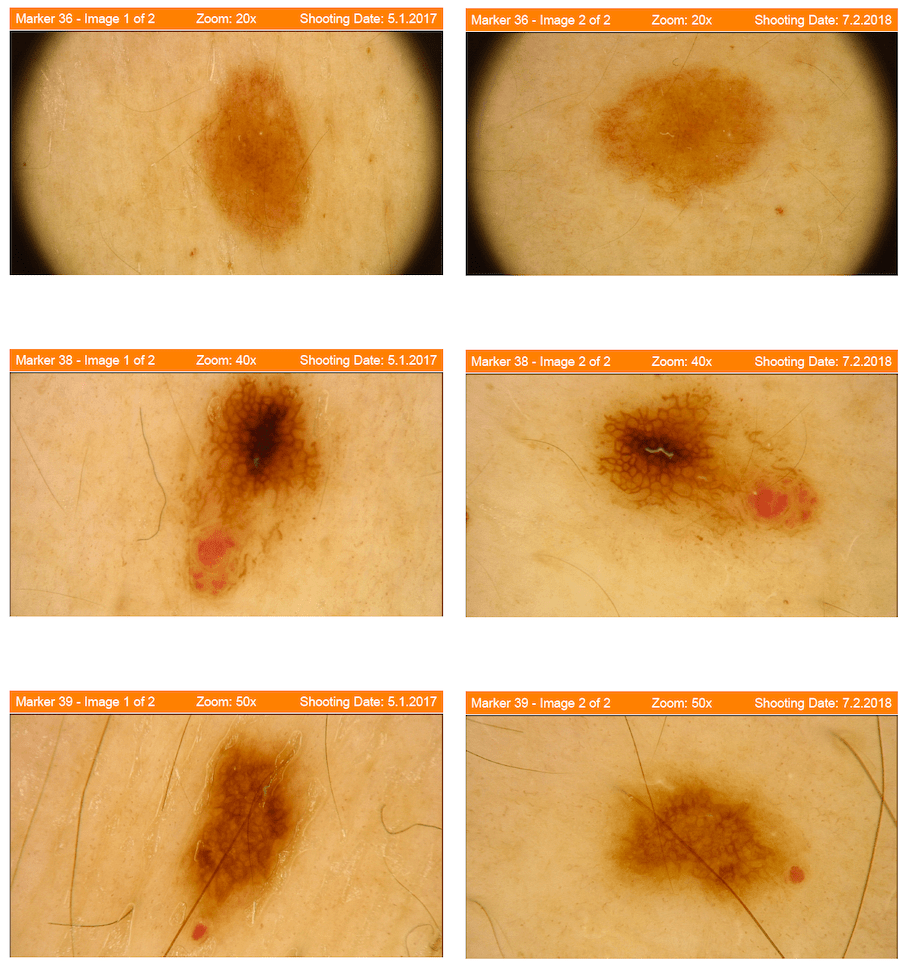 Marker 36 - Image 1 of 2 Zoom: 20x Shooting Date: 5.1.2017
Marker 36 - Image 2 of 2 Zoom: 20x Shooting Date: 7.2.2018
Marker 38 - Image 1 of 2 Zoom: 40x Shooting Date: 5.1.2017
Marker 38 - Image 2 of 2 Zoom: 40x Shooting Date: 7.2.2018
Marker 39 - Image 1 of 2 Zoom: 50x Shooting Date: 5.1.2017
Marker 39 - Image 2 of 2 Zoom: 50x Shooting Date: 7.2.2018